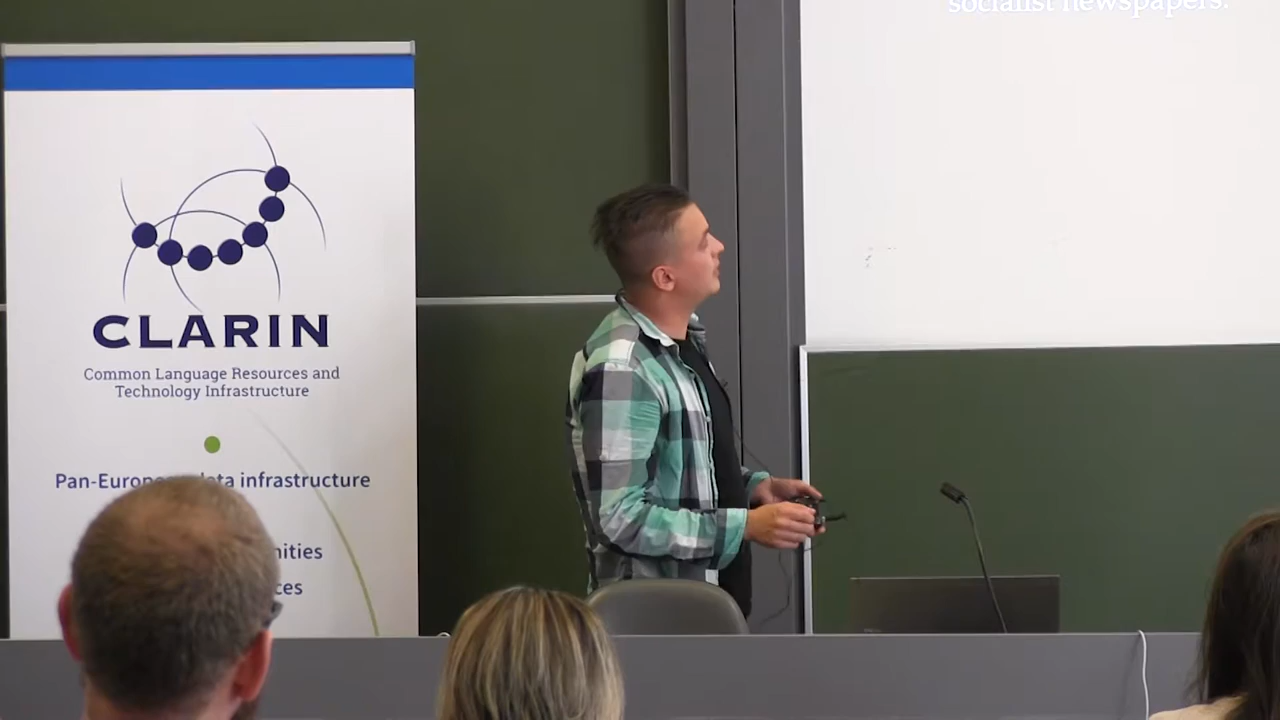 socialist newspapers.
CLARIN
Common Language Resources and
Technology Infrastructure
Pan-Europe data infrastructure
nities
ces